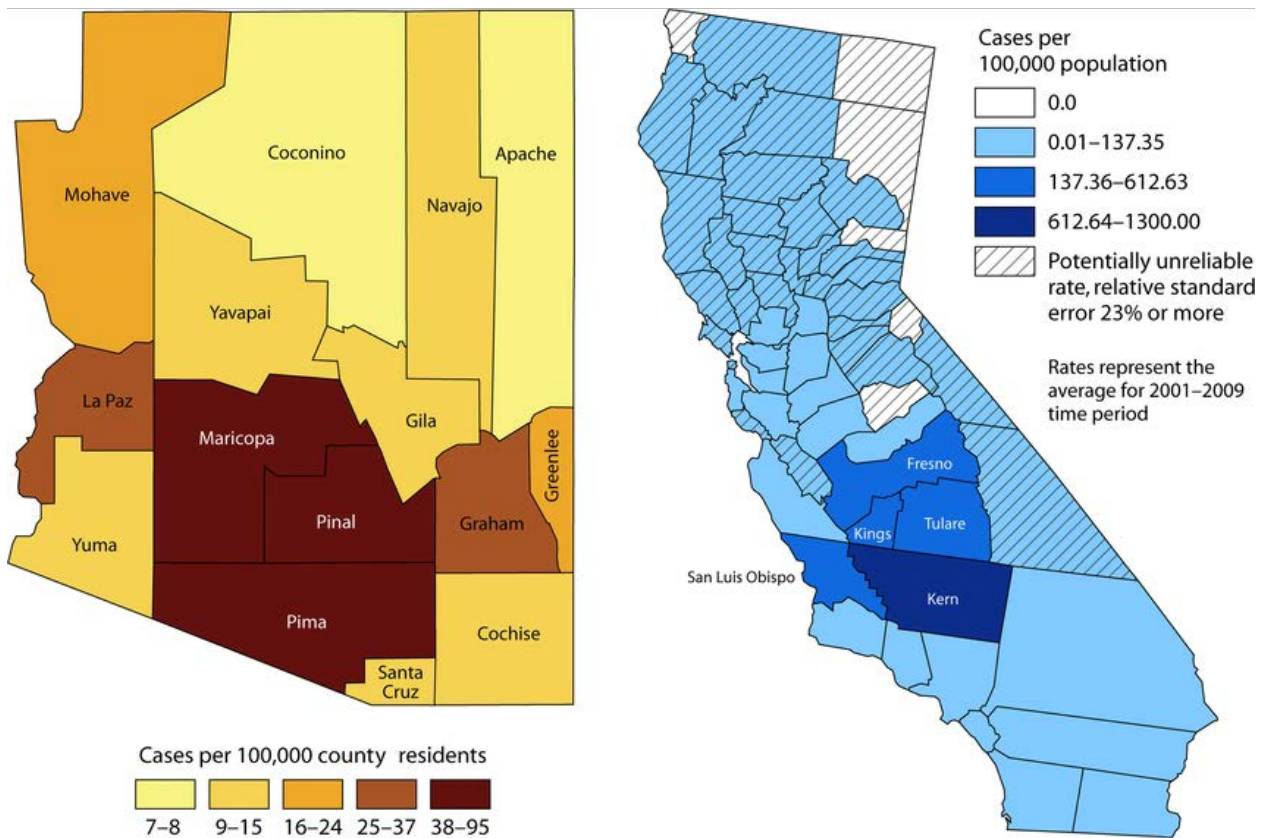 Coconino
Apache
Mohave
Navajo
Yavapai
La Paz
Maricopa
Gila
Greenlee
Pinal
Graham
Yuma
Pima
Cochise
Santa
Cruz
Cases per 100,000 county residents
7–8
9–15
16–24
25–37
38–95
Cases per
100,000 population
0.0
0.01–137.35
137.36–612.63
612.64–1300.00
Potentially unreliable
rate, relative standard
error 23% or more
Rates represent the
average for 2001–2009
time period
Fresno
Kings
Tulare
San Luis Obispo
Kern